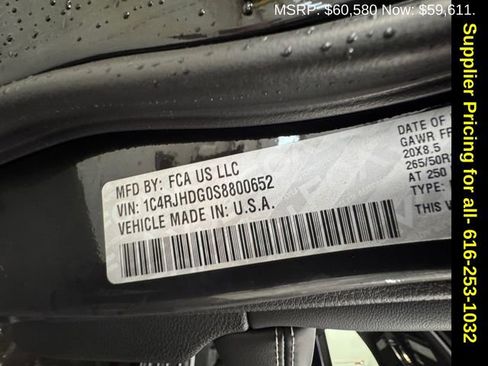 MSRP: $60,580 Now: $59,611.
MFD BY: FCA US LLC
VIN: 1C4RJHDG0S8800652
VEHICLE MADE IN: U.S.A.
DATE OF
GAWR FR
20X8.5
265/50R
AT 250
TYPE:
THIS V
Supplier Pricing for all- 616-253-1032